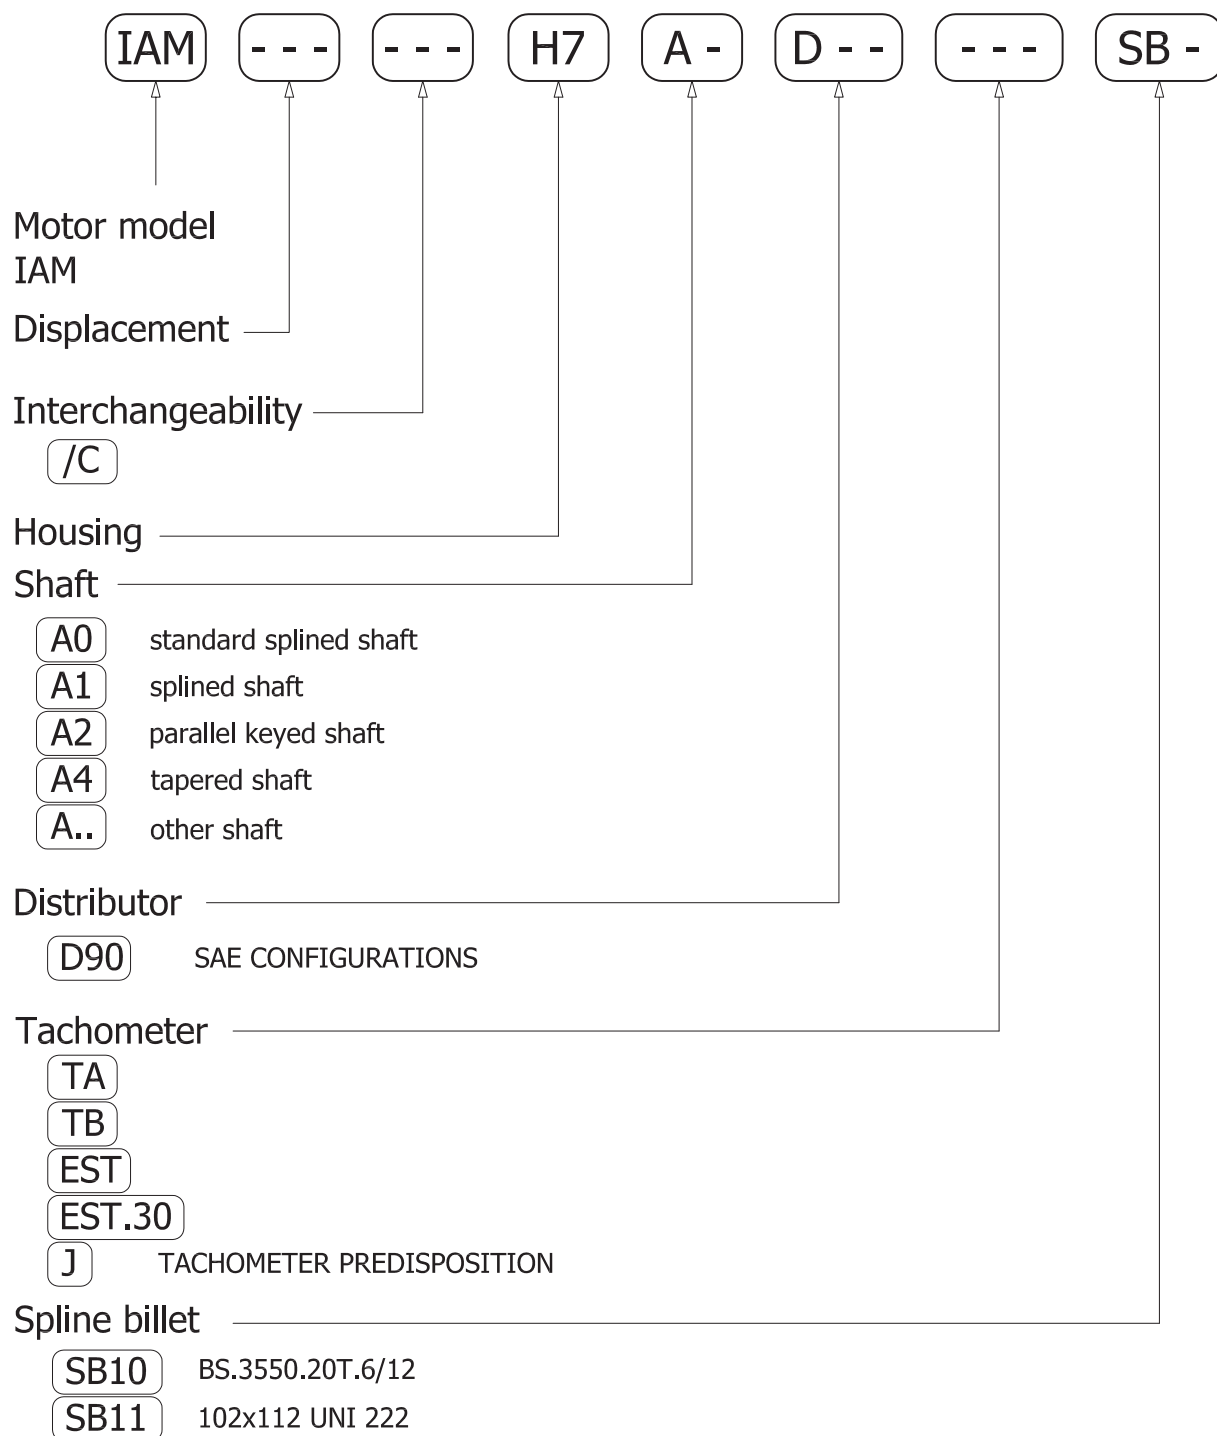 IAM - - - - - - H7 A - D - - - - - SB -
Motor model
IAM
Displacement
Interchangeability
/C
Housing
Shaft
A0 standard splined shaft
A1 splined shaft
A2 parallel keyed shaft
A4 tapered shaft
A.. other shaft
Distributor
D90 SAE CONFIGURATIONS
Tachometer
TA
TB
EST
EST.30
J TACHOMETER PREDISPOSITION
Spline billet
SB10 BS.3550.20T.6/12
SB11 102x112 UNI 222